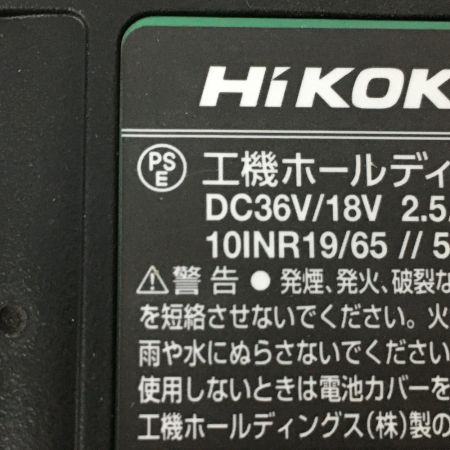 HiKOK
PS E 工機ホールディ
DC36V/18V 2.5
10INR19/65 // 5
⚠警告 ● 発煙、発火、破裂な
を短絡させないでください。火
雨や水にぬらさないでください
使用しないときは電池カバーを
工機ホールディングス(株)製の